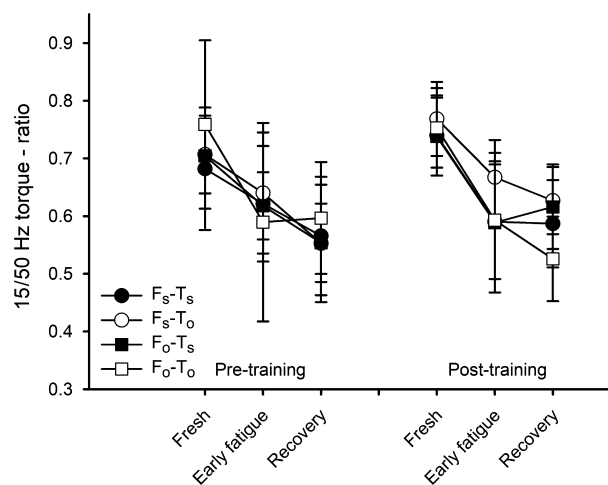 15/50 Hz torque - ratio
0.9
0.8
0.7
0.6
0.5
0.4
0.3
Fs-Ts
Fs-To
Fo-Ts
Fo-To
Pre-training
Post-training
Fresh
Early fatigue
Recovery
Fresh
Early fatigue
Recovery